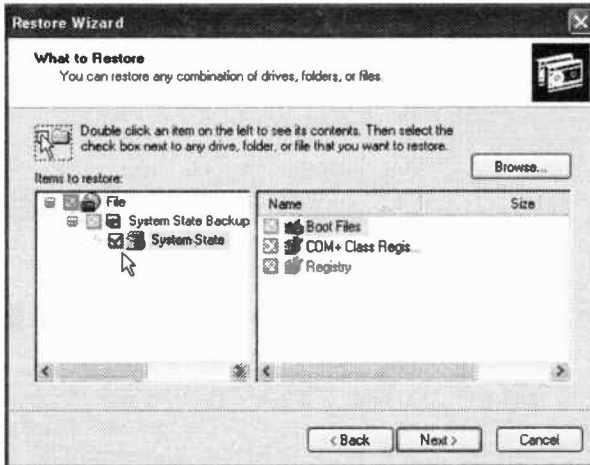 Restore Wizard
What to Restore
You can restore any combination of drives, folders, or files.
Double click an item on the left to see its contents. Then select the
check box next to any drive, folder, or file that you want to restore.
Browse...
Items to restore:
File
System State Backup
System State
Name Size
Boot Files
COM+ Class Regis...
Registry
< Back Next > Cancel